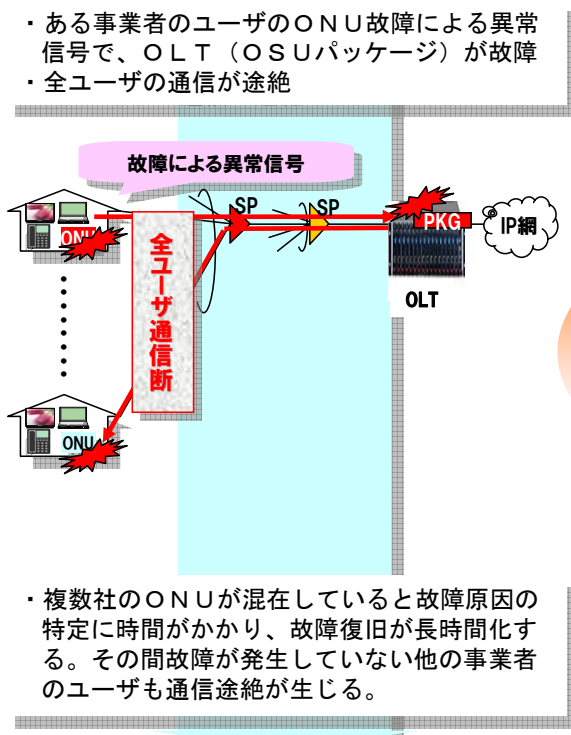 ・ある事業者のユーザのＯＮＵ故障による異常
信号で、ＯＬＴ（ＯＳＵパッケージ）が故障
・全ユーザの通信が途絶
故障による異常信号
SP
SP
ONU
PKG
IP網
全ユーザ通信断
OLT
ONU
・複数社のＯＮＵが混在していると故障原因の
特定に時間がかかり、故障復旧が長時間化す
る。その間故障が発生していない他の事業者
のユーザも通信途絶が生じる。